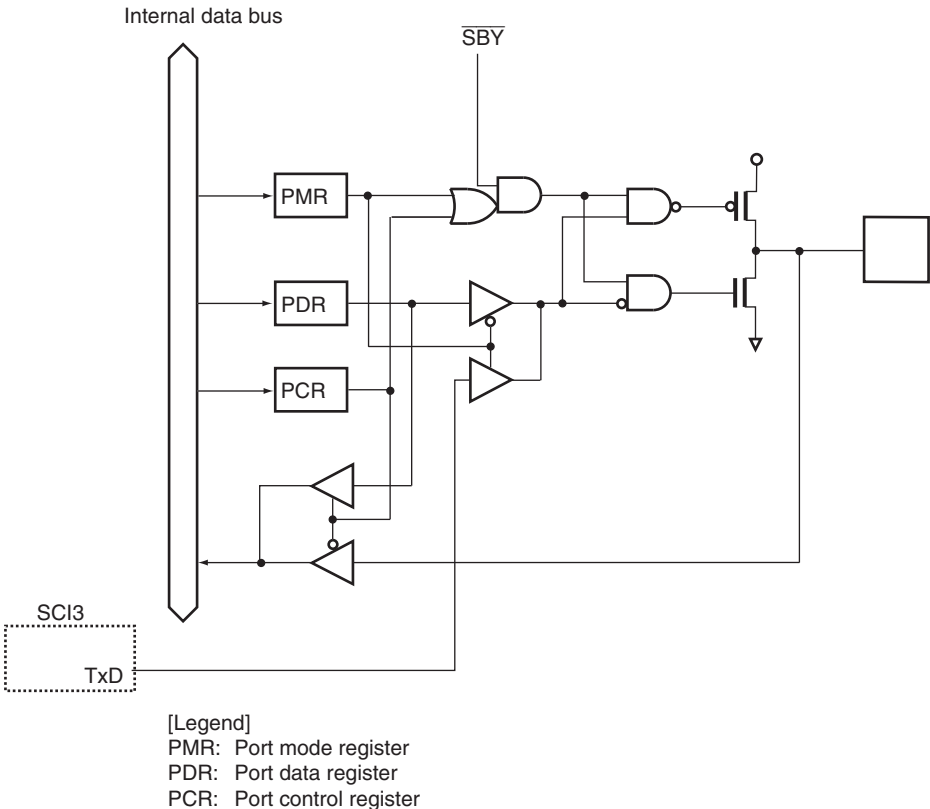 Internal data bus
SBY
PMR
PDR
PCR
SCI3
TxD
[Legend]
PMR: Port mode register
PDR: Port data register
PCR: Port control register